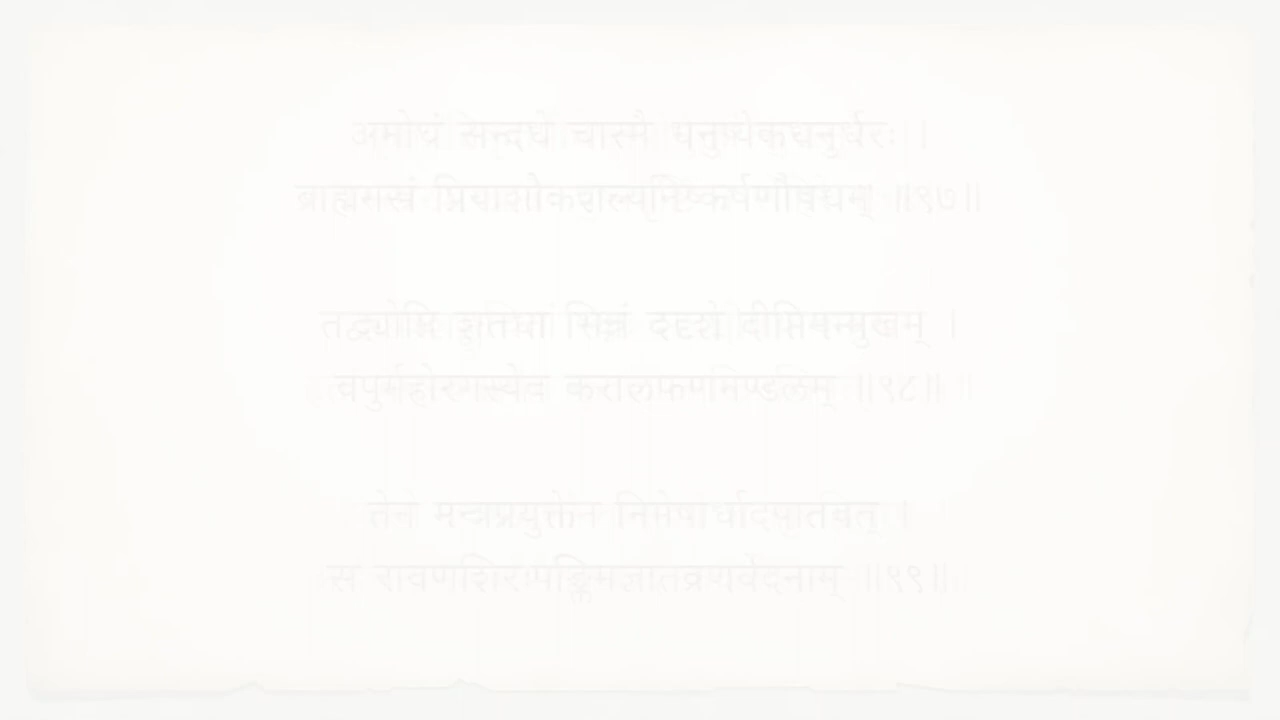 अमोघं सन्दधे चास्मै धनुष्येकधनुर्धरः ।
ब्राह्ममस्त्रं प्रियाशोकशल्यनिष्कर्षणौषधम् ॥९७॥
तद्व्योम्नि शतधा भिन्नं ददृशे दीप्तिमन्मुखम् ।
वपुर्महोरगस्येव करालफणमण्डलम् ॥९८॥
तेन मन्त्रप्रयुक्तेन निमेषार्धादपातयत् ।
स रावणशिरःपङ्क्तिमज्ञातव्रणवेदनाम् ॥९९॥